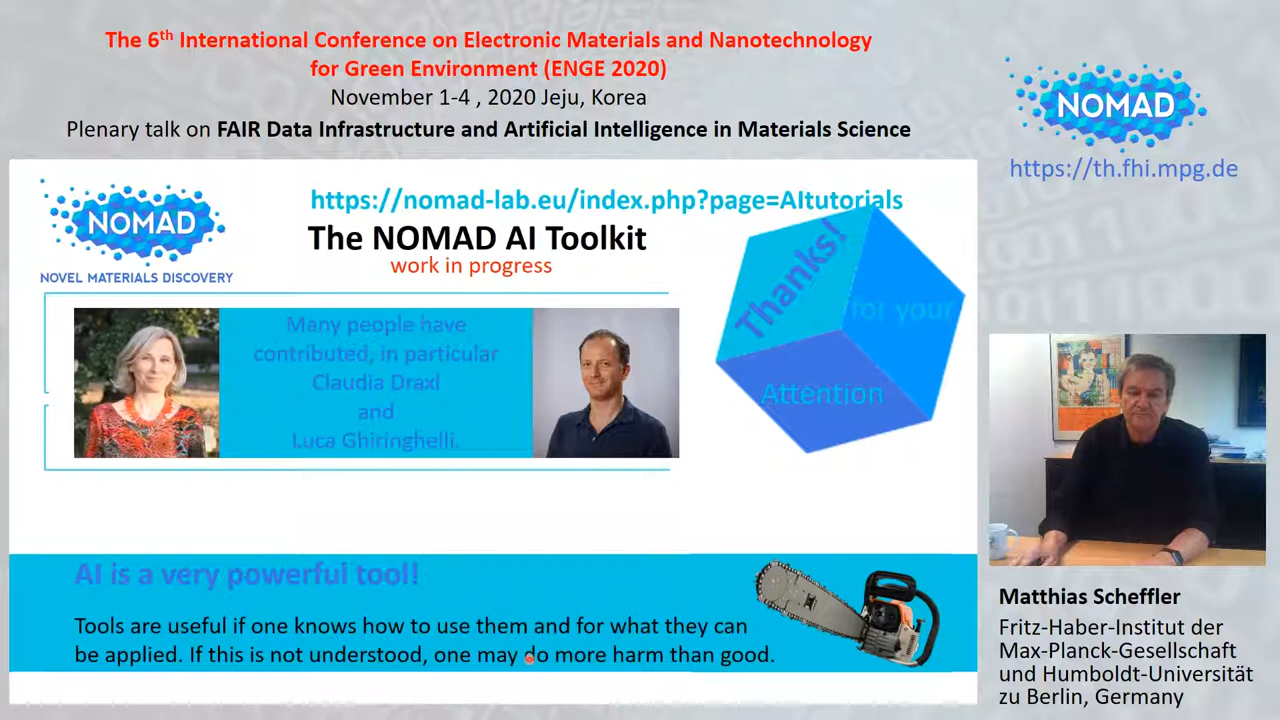 The 6th International Conference on Electronic Materials and Nanotechnology
for Green Environment (ENGE 2020)
November 1-4 , 2020 Jeju, Korea
Plenary talk on FAIR Data Infrastructure and Artificial Intelligence in Materials Science
NOMAD
https://th.fhi.mpg.de
NOMAD
NOVEL MATERIALS DISCOVERY
https://nomad-lab.eu/index.php?page=AItutorials
The NOMAD AI Toolkit
work in progress
Many people have
contributed, in particular
Claudia Draxl
and
Luca Ghiringhelli.
Thanks!
for your
Attention
AI is a very powerful tool!
Tools are useful if one knows how to use them and for what they can
be applied. If this is not understood, one may do more harm than good.
Matthias Scheffler
Fritz-Haber-Institut der
Max-Planck-Gesellschaft
und Humboldt-Universität
zu Berlin, Germany